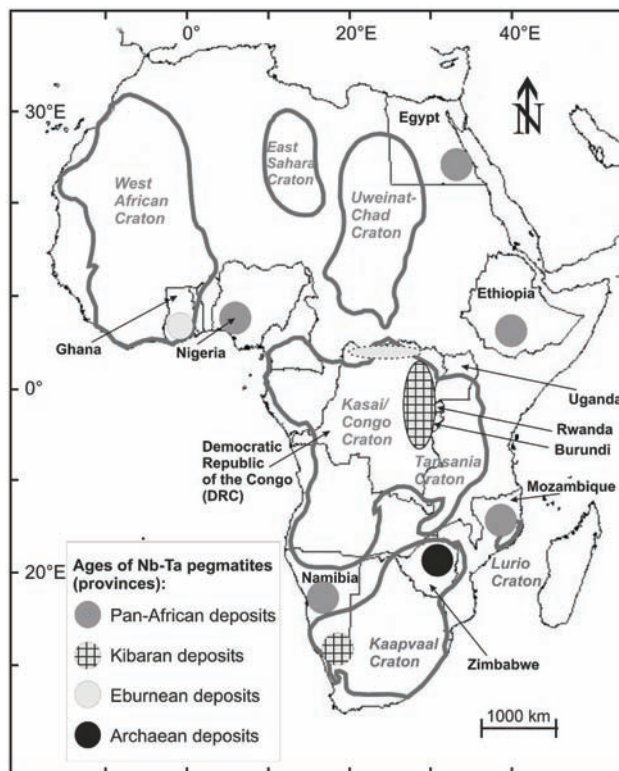 0°
20°E
40°E
30°E
Egypt
N
East
Sahara
Craton
West
African
Craton
Uweinat-
Chad
Craton
Ethiopia
Ghana
Nigeria
Uganda
0°
Kasai/
Congo
Craton
Rwanda
Burundi
Democratic
Republic
of the Congo
(DRC)
Tansania
Craton
Mozambique
Lurio
Craton
20°E
Namibia
Kaapvaal
Craton
Zimbabwe
Ages of Nb-Ta pegmatites
(provinces):
Pan-African deposits
Kibaran deposits
Eburnean deposits
Archaean deposits
1000 km